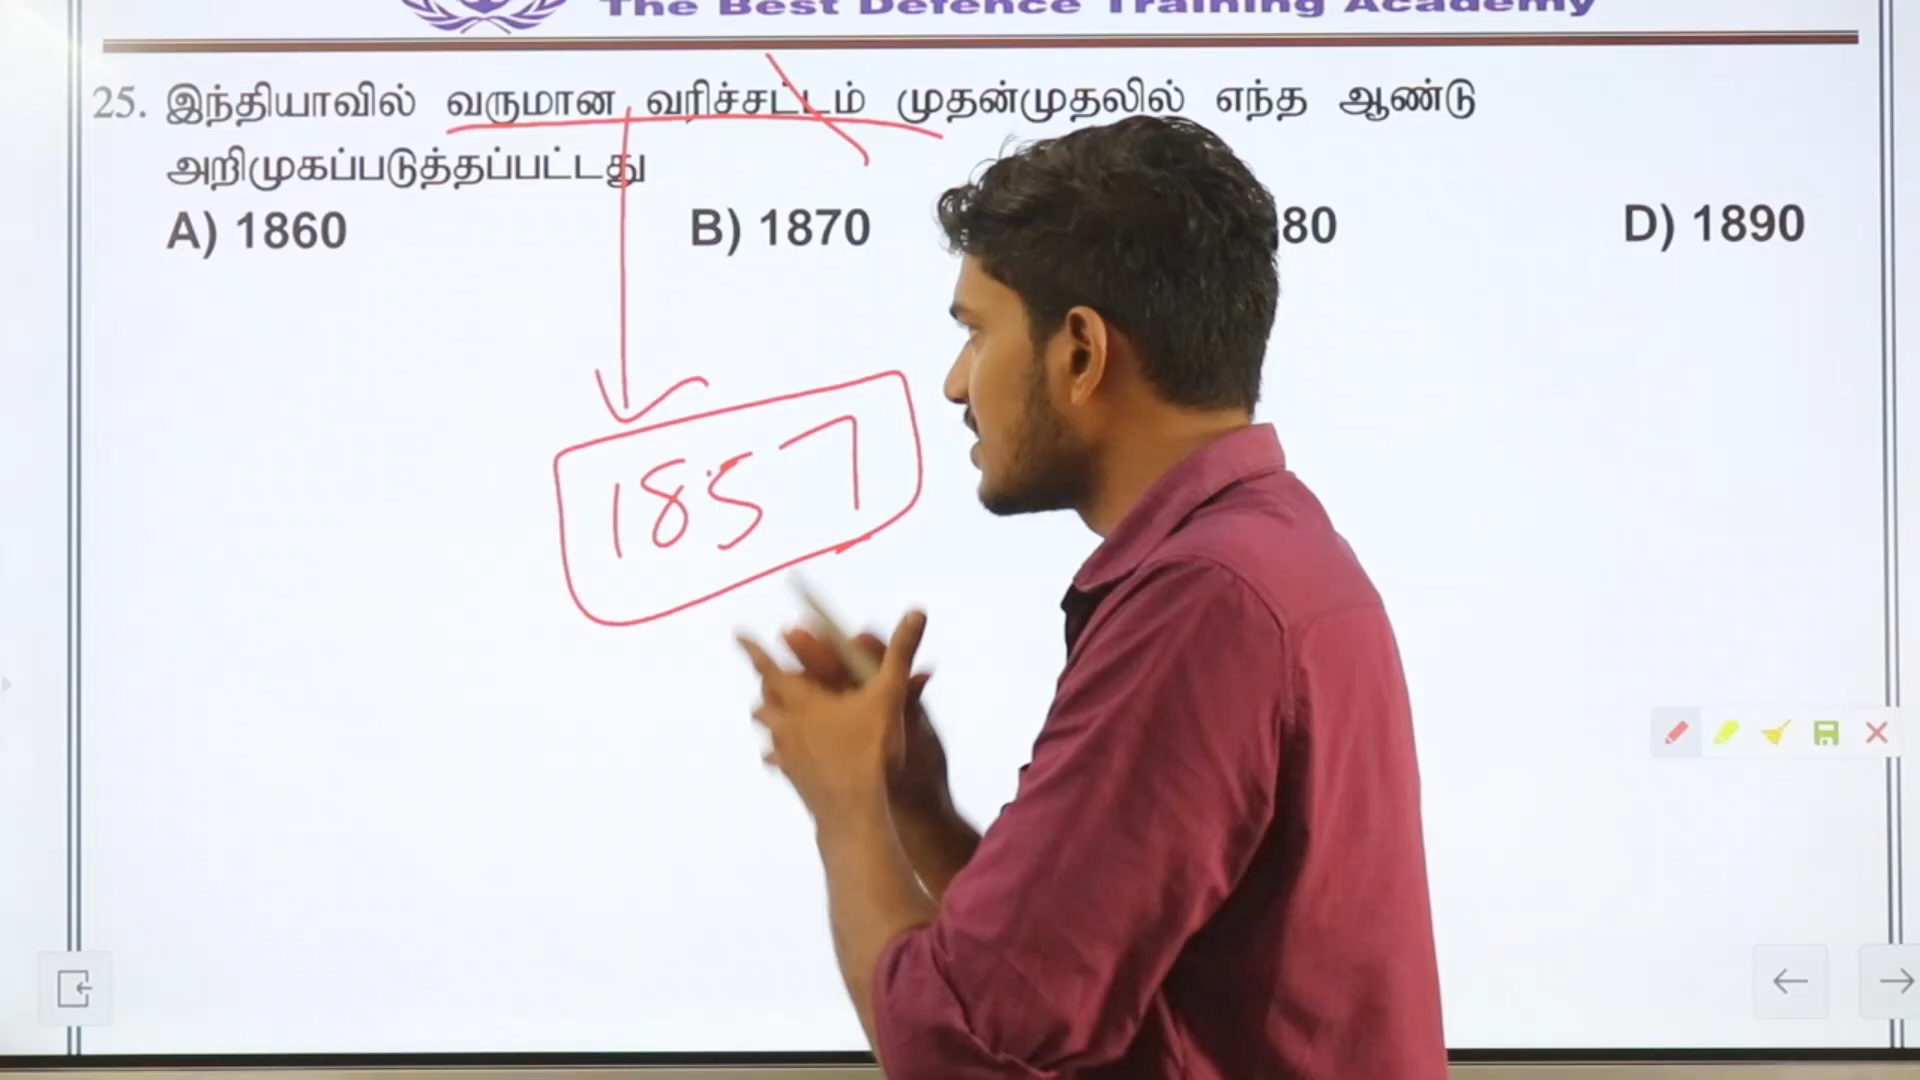 The Best Defence Training Academy
25. இந்தியாவில் வருமான வரிச்சட்டம் முதன்முதலில் எந்த ஆண்டு
அறிமுகப்படுத்தப்பட்டது
A) 1860 B) 1870 80 D) 1890
1857